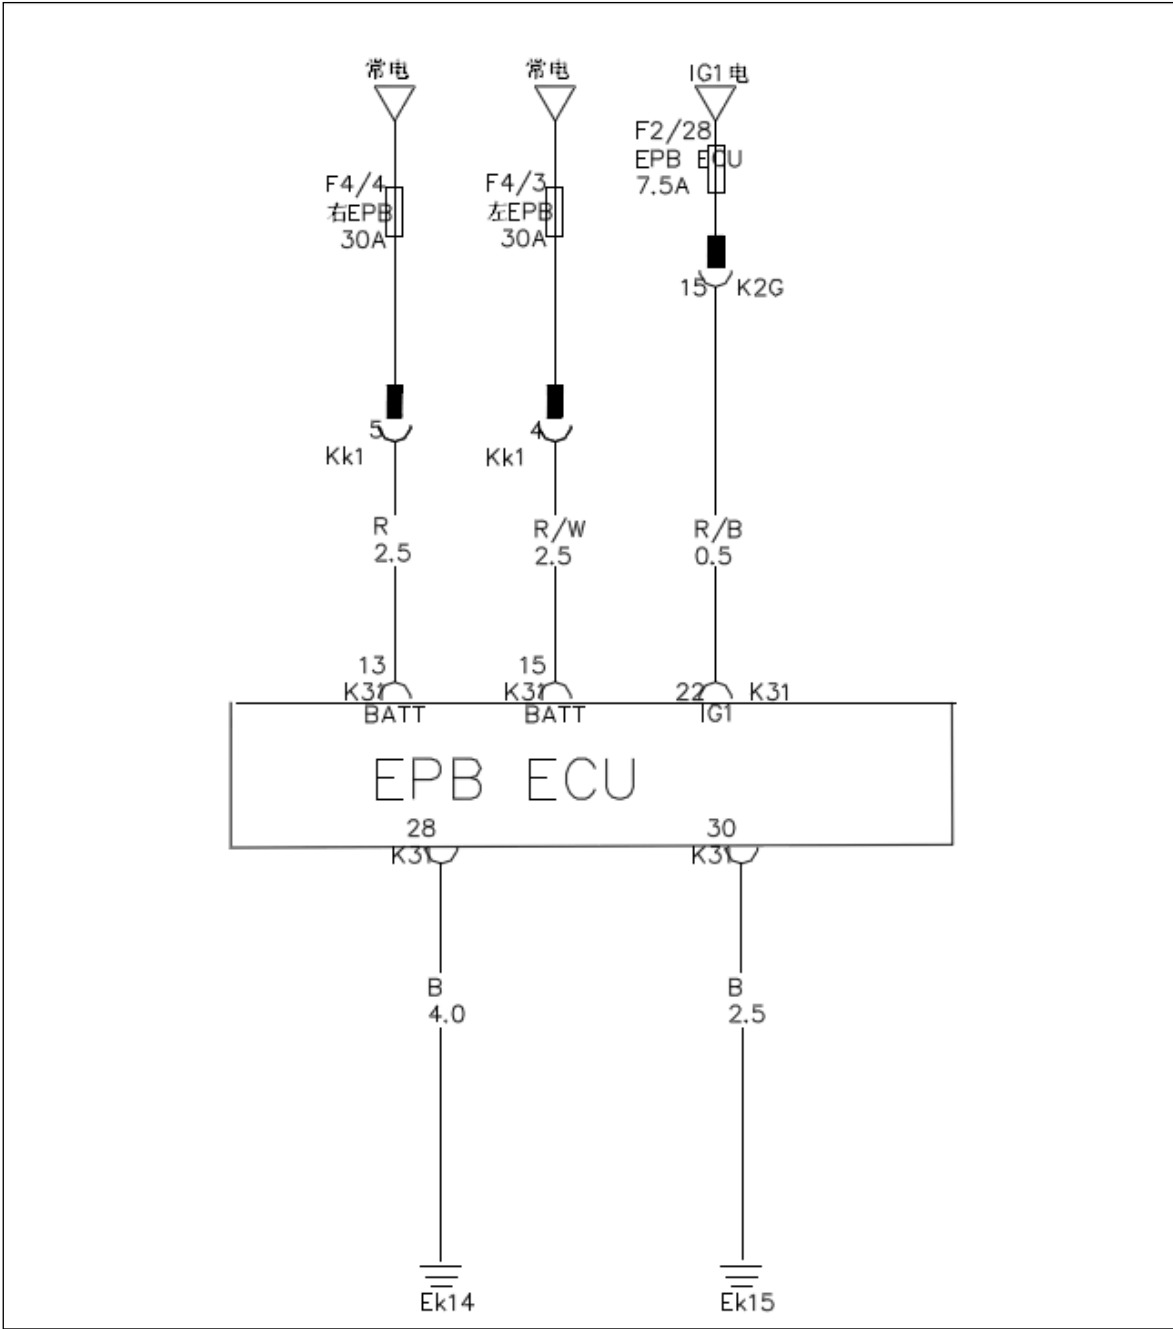 常电
常电
IG1电
F2/28
EPB ECU
7.5A
F4/4
右EPB
30A
F4/3
左EPB
30A
15 K2G
5
Kk1
4
Kk1
R
2.5
R/W
2.5
R/B
0.5
13
K31
BATT
15
K31
BATT
22 K31
IG1
EPB ECU
28
K31
30
K31
B
4.0
B
2.5
Ek14
Ek15